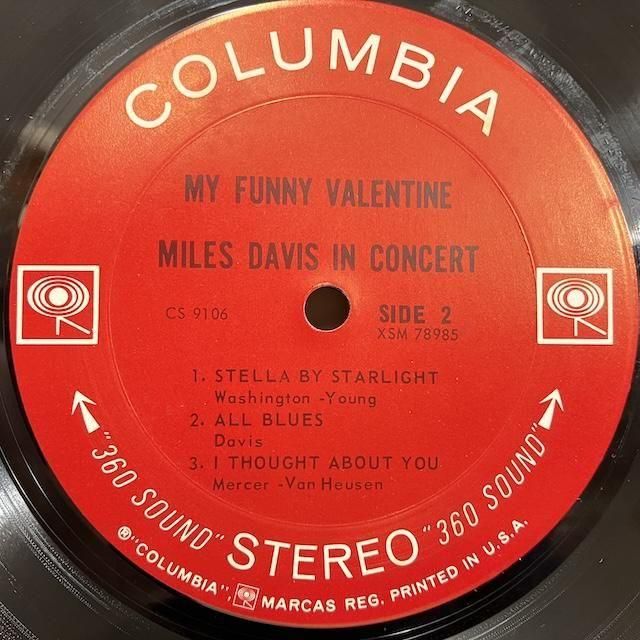 COLUMBIA
MY FUNNY VALENTINE
MILES DAVIS IN CONCERT
CS 9106
SIDE 2
XSM 78985
1. STELLA BY STARLIGHT
Washington -Young
2. ALL BLUES
Davis
3. I THOUGHT ABOUT YOU
Mercer -Van Heusen
"360 SOUND" STEREO "360 SOUND"
® "COLUMBIA", MARCAS REG. PRINTED IN U.S.A.